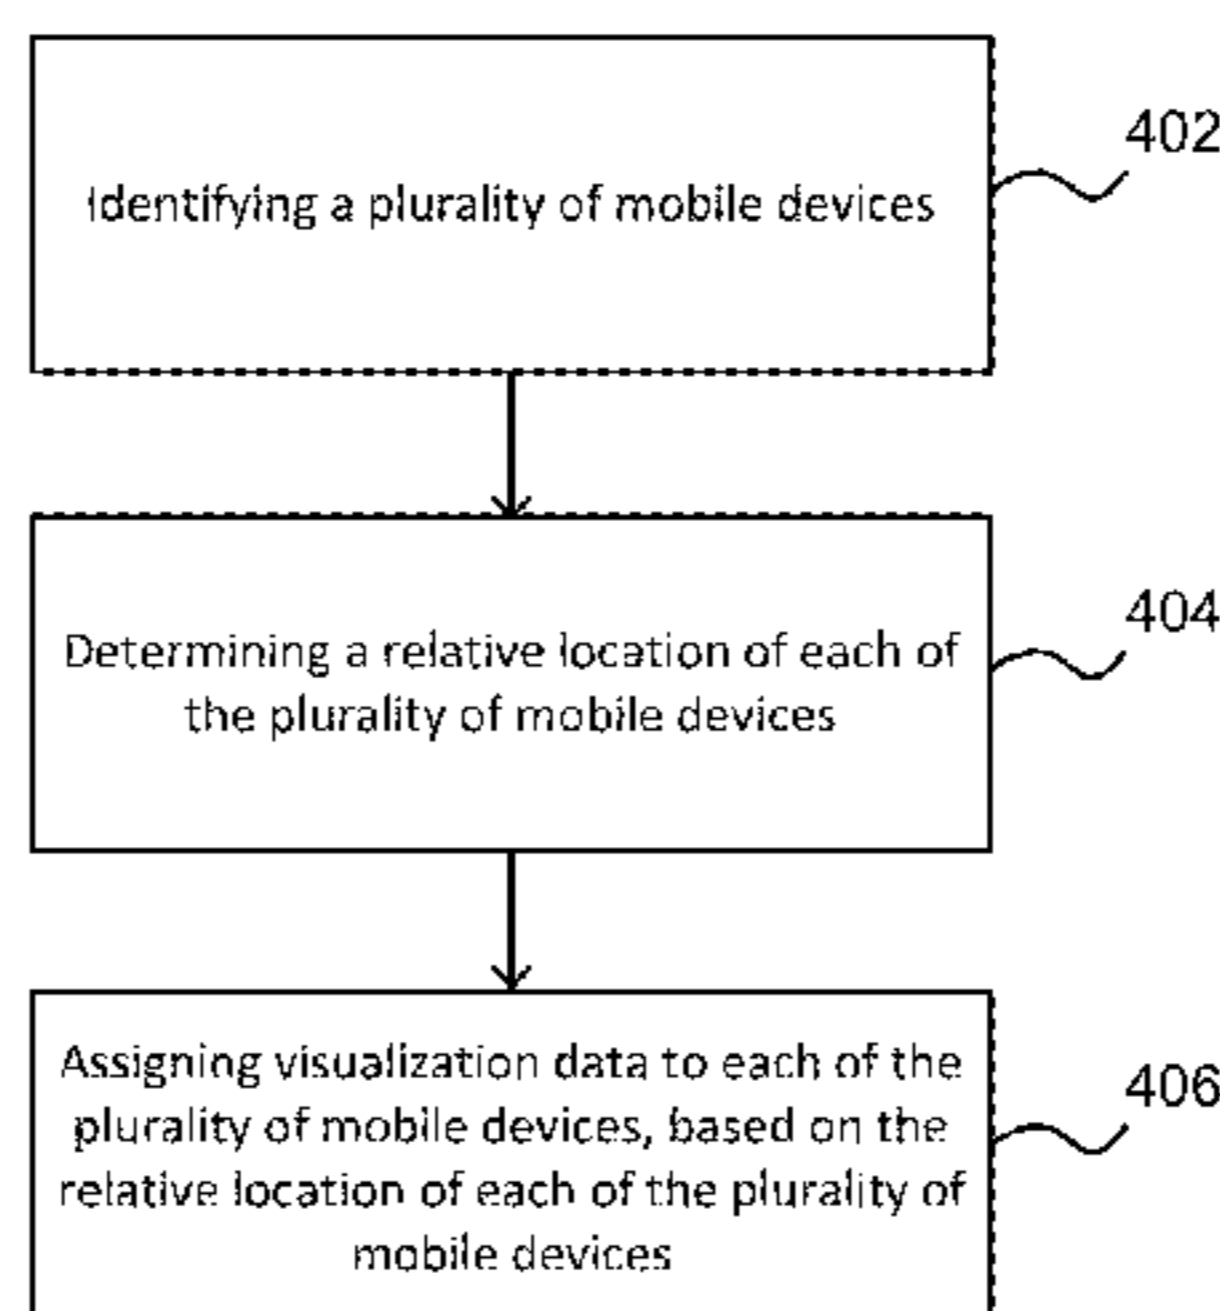 Identifying a plurality of mobile devices
402
Determining a relative location of each of
the plurality of mobile devices
404
Assigning visualization data to each of the
plurality of mobile devices, based on the
relative location of each of the plurality of
mobile devices
406